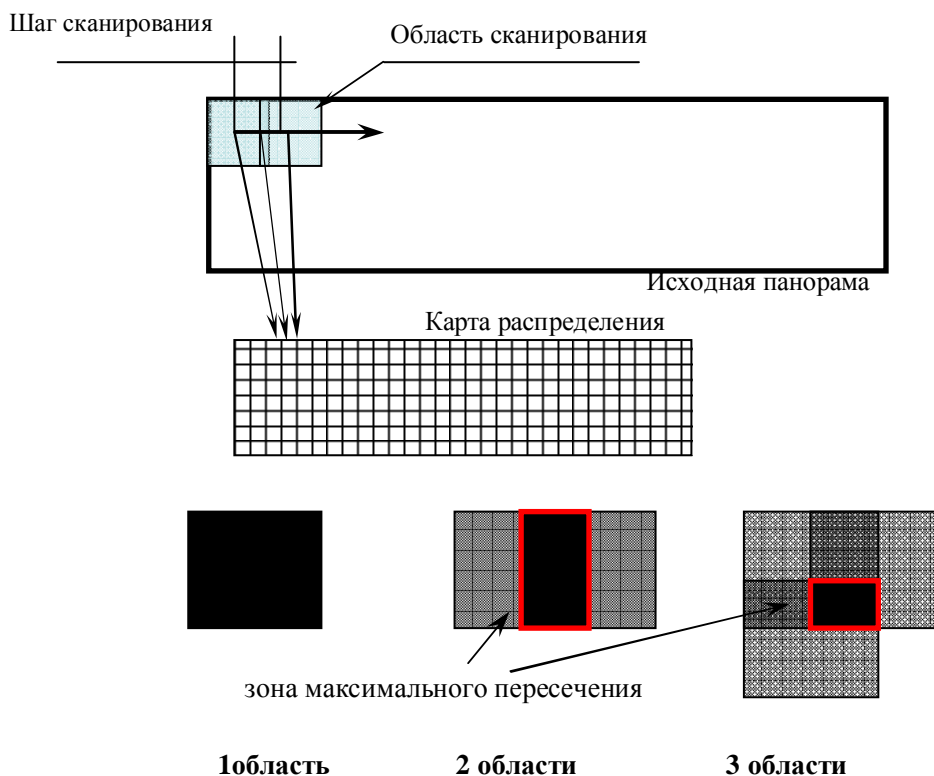 Шаг сканирования
Область сканирования
Исходная панорама
Карта распределения
зона максимального пересечения
1область
2 области
3 области